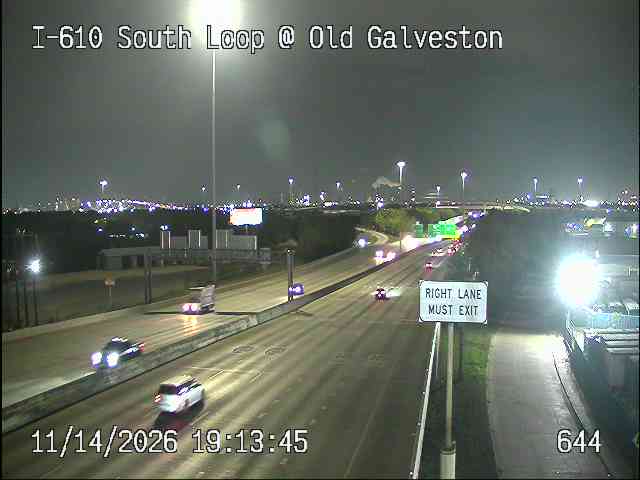 I-610 South Loop @ Old Galveston
RIGHT LANE
MUST EXIT
11/14/2026 19:13:45
644